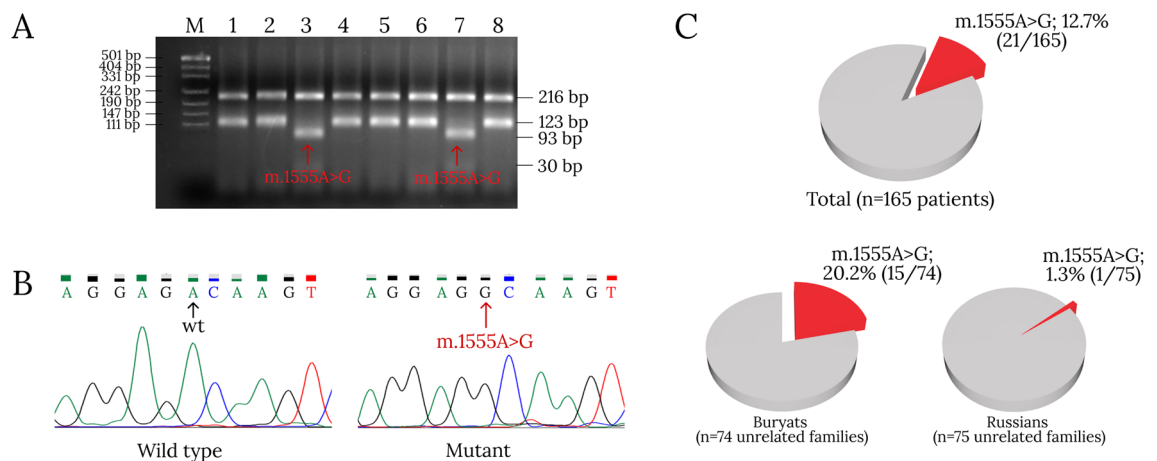 A
M 1 2 3 4 5 6 7 8
501 bp
404 bp
331 bp
242 bp
190 bp
147 bp
111 bp
216 bp
123 bp
93 bp
30 bp
m.1555A>G
m.1555A>G
B
A G G A G A C A A G T
wt
Wild type
A G G A G G C A A G T
m.1555A>G
Mutant
C
m.1555A>G; 12.7%
(21/165)
Total (n=165 patients)
m.1555A>G;
20.2% (15/74)
Buryats
(n=74 unrelated families)
m.1555A>G;
1.3% (1/75)
Russians
(n=75 unrelated families)